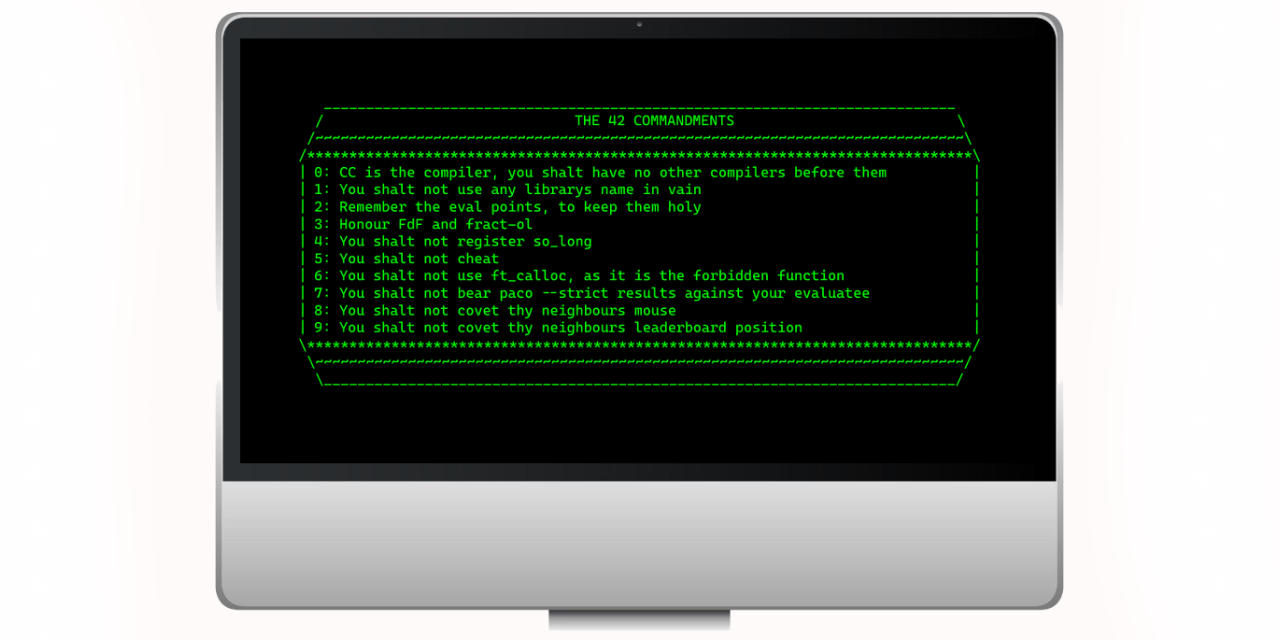 THE 42 COMMANDMENTS
0: CC is the compiler, you shalt have no other compilers before them
1: You shalt not use any librarys name in vain
2: Remember the eval points, to keep them holy
3: Honour FdF and fract-ol
4: You shalt not register so_long
5: You shalt not cheat
6: You shalt not use ft_calloc, as it is the forbidden function
7: You shalt not bear paco --strict results against your evaluatee
8: You shalt not covet thy neighbours mouse
9: You shalt not covet thy neighbours leaderboard position